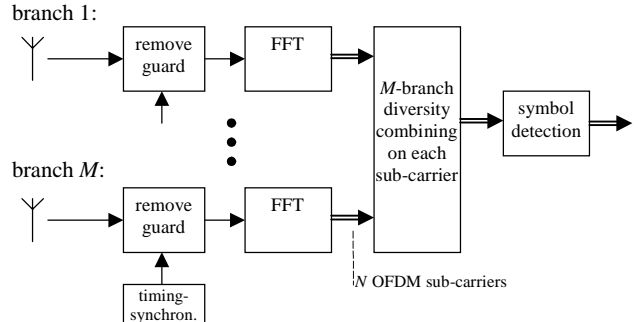 branch 1:
remove
guard
FFT
M-branch
diversity
combining
on each
sub-carrier
symbol
detection
branch M:
remove
guard
FFT
N OFDM sub-carriers
timing-
synchron.